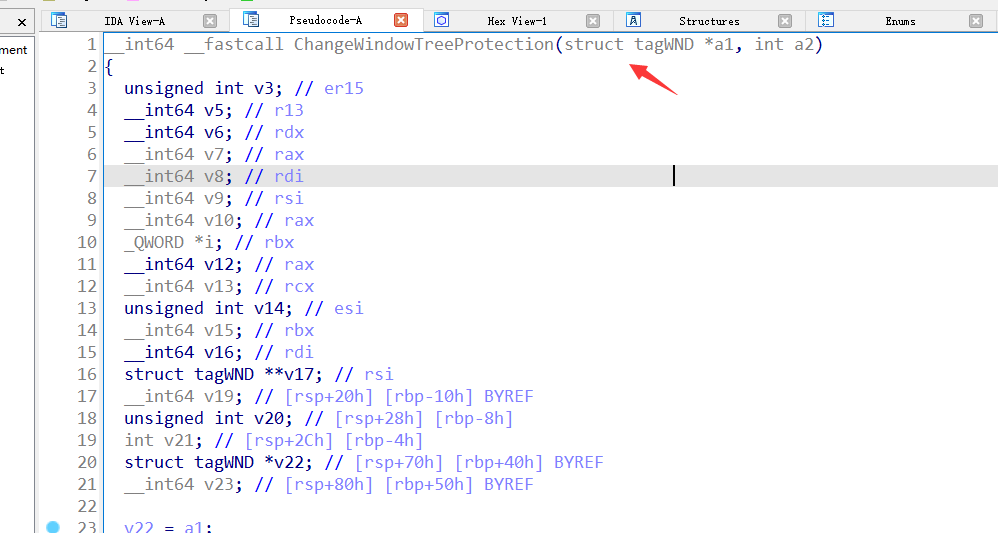 IDA View-A Pseudocode-A Hex View-1 Structures Enums
ment
t
1 __int64 __fastcall ChangeWindowTreeProtection(struct tagWND *a1, int a2)
2 {
3 unsigned int v3; // er15
4 __int64 v5; // r13
5 __int64 v6; // rdx
6 __int64 v7; // rax
7 __int64 v8; // rdi
8 __int64 v9; // rsi
9 __int64 v10; // rax
10 _QWORD *i; // rbx
11 __int64 v12; // rax
12 __int64 v13; // rcx
13 unsigned int v14; // esi
14 __int64 v15; // rbx
15 __int64 v16; // rdi
16 struct tagWND **v17; // rsi
17 __int64 v19; // [rsp+20h] [rbp-10h] BYREF
18 unsigned int v20; // [rsp+28h] [rbp-8h]
19 int v21; // [rsp+2Ch] [rbp-4h]
20 struct tagWND *v22; // [rsp+70h] [rbp+40h] BYREF
21 __int64 v23; // [rsp+80h] [rbp+50h] BYREF
22
23 v22 = a1;